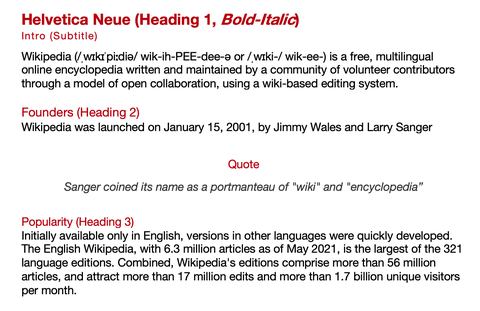 Helvetica Neue (Heading 1, Bold-Italic)
Intro (Subtitle)
Wikipedia (/ˌwɪkɪˈpiːdiə/ wik-ih-PEE-dee-ə or /ˌwɪki-/ wik-ee-) is a free, multilingual
online encyclopedia written and maintained by a community of volunteer contributors
through a model of open collaboration, using a wiki-based editing system.
Founders (Heading 2)
Wikipedia was launched on January 15, 2001, by Jimmy Wales and Larry Sanger
Quote
Sanger coined its name as a portmanteau of "wiki" and "encyclopedia”
Popularity (Heading 3)
Initially available only in English, versions in other languages were quickly developed.
The English Wikipedia, with 6.3 million articles as of May 2021, is the largest of the 321
language editions. Combined, Wikipedia's editions comprise more than 56 million
articles, and attract more than 17 million edits and more than 1.7 billion unique visitors
per month.